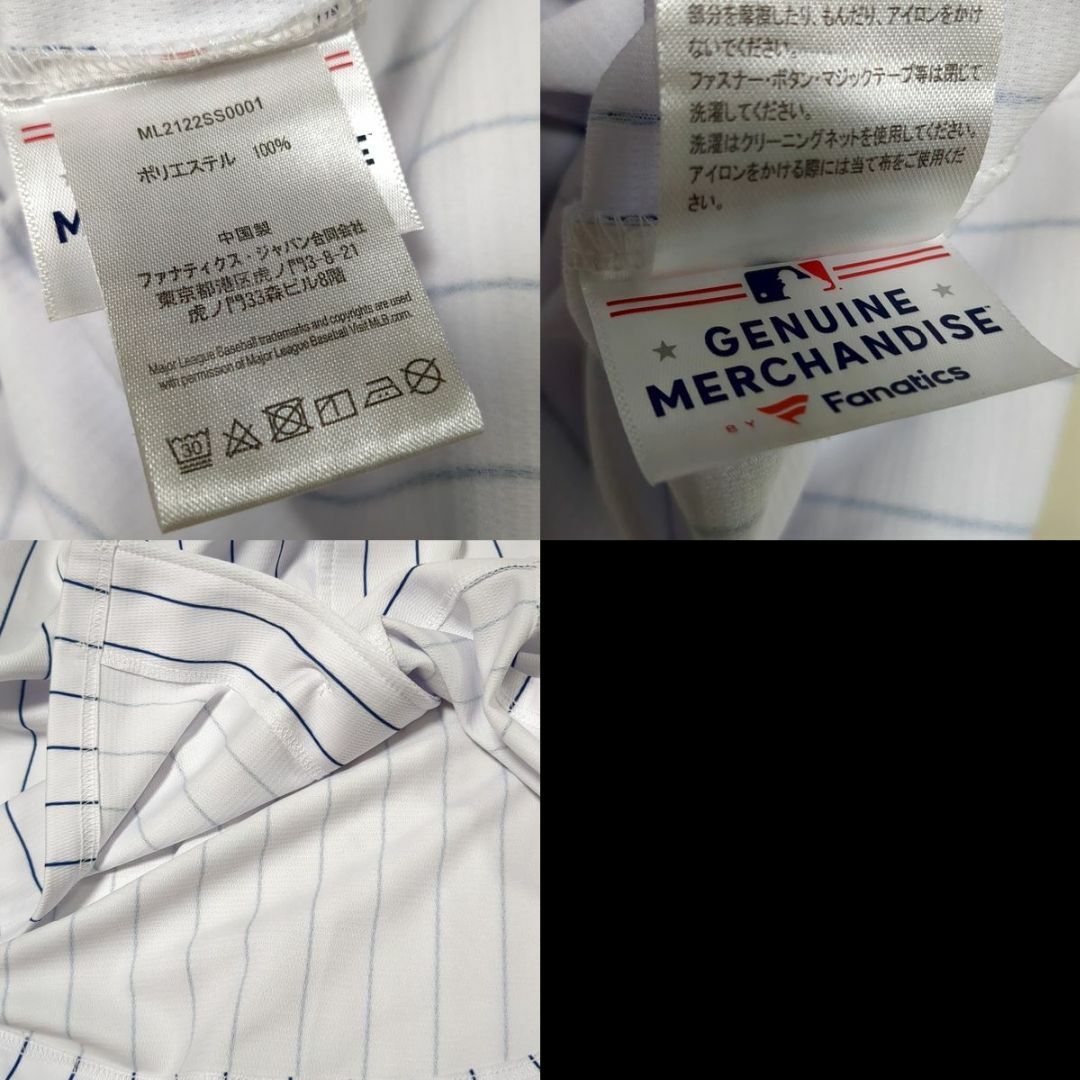 ML2122SS0001
ポリエステル 100%
中国製
ファナティクス・ジャパン合同会社
東京都港区虎ノ門3-8-21
虎ノ門33森ビル8階
Major League Baseball trademarks and copyrights are used
with permission of Major League Baseball. Visit MLB.com.
30
M
E
部分を摩擦したり、もんだり、アイロンをかけ
ないでください。
ファスナー・ボタン・マジックテープ等は閉じて
洗濯してください。
洗濯はクリーニングネットを使用してください。
アイロンをかける際には当て布をご使用くだ
さい。
GENUINE
MERCHANDISE™
BY Fanatics